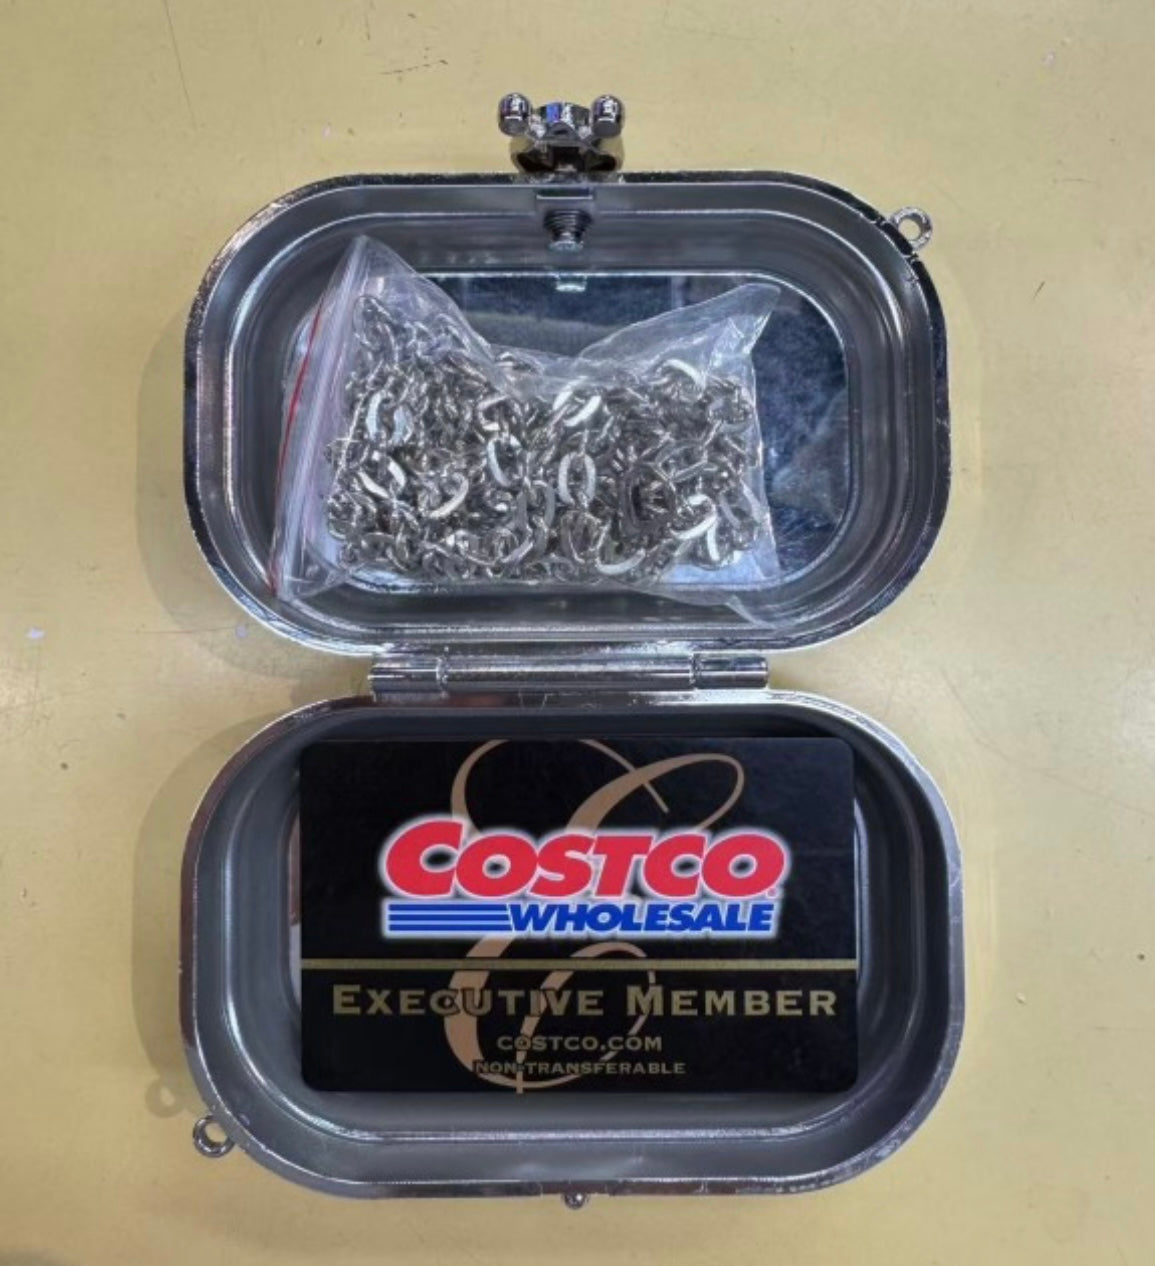 COSTCO
WHOLESALE
EXECUTIVE MEMBER
COSTCO.COM
NON-TRANSFERABLE